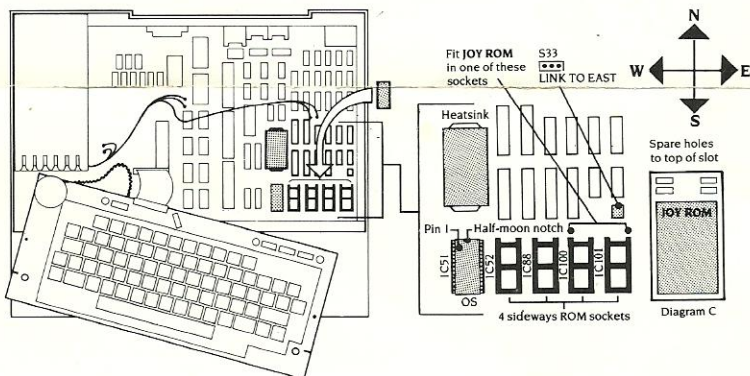 Fit JOY ROM
in one of these
sockets
S33
LINK TO EAST
N
W
E
S
Heatsink
Spare holes
to top of slot
JOY ROM
Pin 1
Half-moon notch
IC51
IC52
IC88
IC100
IC101
OS
4 sideways ROM sockets
Diagram C